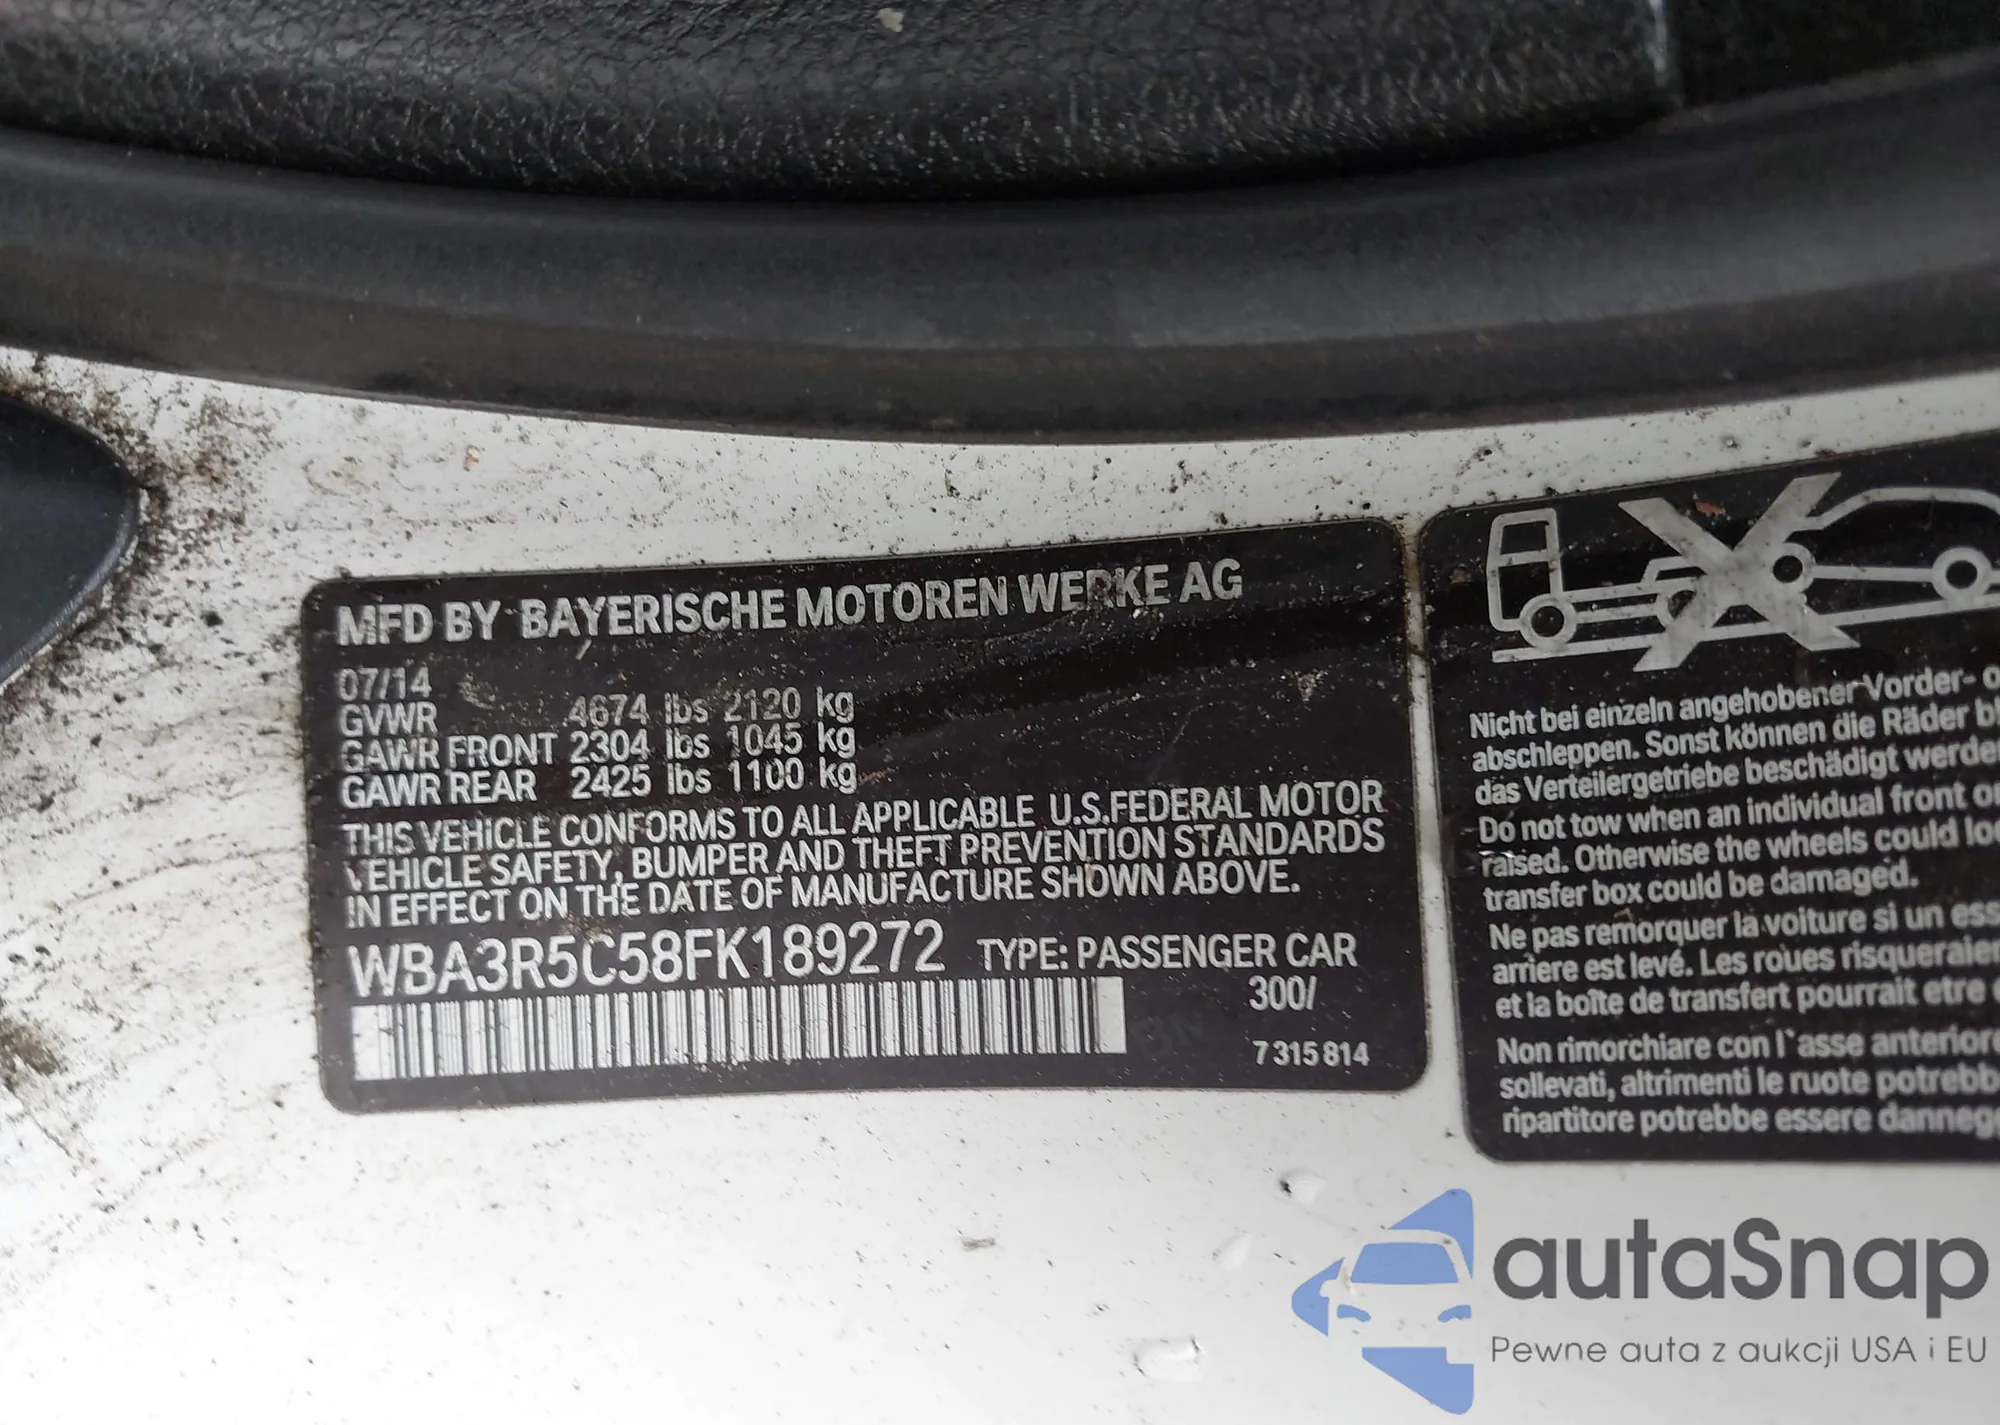 MFD BY BAYERISCHE MOTOREN WERKE AG
07/14
GVWR 4674 lbs 2120 kg
GAWR FRONT 2304 lbs 1045 kg
GAWR REAR 2425 lbs 1100 kg
THIS VEHICLE CONFORMS TO ALL APPLICABLE U.S.FEDERAL MOTOR
VEHICLE SAFETY, BUMPER AND THEFT PREVENTION STANDARDS
IN EFFECT ON THE DATE OF MANUFACTURE SHOWN ABOVE.
WBA3R5C58FK189272 TYPE: PASSENGER CAR
300/
7 315 814
Nicht bei einzeln angehobener Vorder-
abschleppen. Sonst können die Räder
das Verteilergetriebe beschädigt
Do not tow when an individual front
raised. Otherwise the wheels could
transfer box could be damaged.
Ne pas remorquer la voiture si un
arriere est levé. Les roues
et la boîte de transfert pourrait etre
Non rimorchiare con l`asse
sollevati, altrimenti le ruote
ripartitore potrebbe essere
autaSnap
Pewne auta z aukcji USA i EU